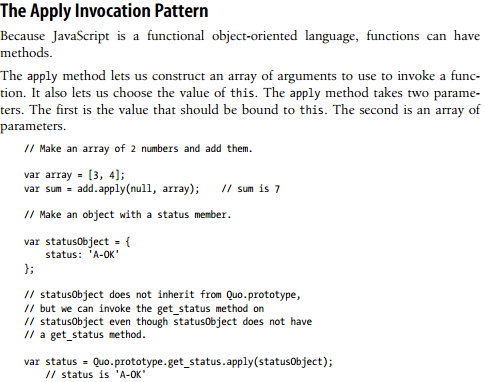 The Apply Invocation Pattern
Because JavaScript is a functional object-oriented language, functions can have
methods.
The apply method lets us construct an array of arguments to use to invoke a func-
tion. It also lets us choose the value of this. The apply method takes two parame-
ters. The first is the value that should be bound to this. The second is an array of
parameters.
// Make an array of 2 numbers and add them.
var array = [3, 4];
var sum = add.apply(null, array);    // sum is 7
// Make an object with a status member.
var statusObject = {
    status: 'A-OK'
};
// statusObject does not inherit from Quo.prototype,
// but we can invoke the get_status method on
// statusObject even though statusObject does not have
// a get_status method.
var status = Quo.prototype.get_status.apply(statusObject);
    // status is 'A-OK'